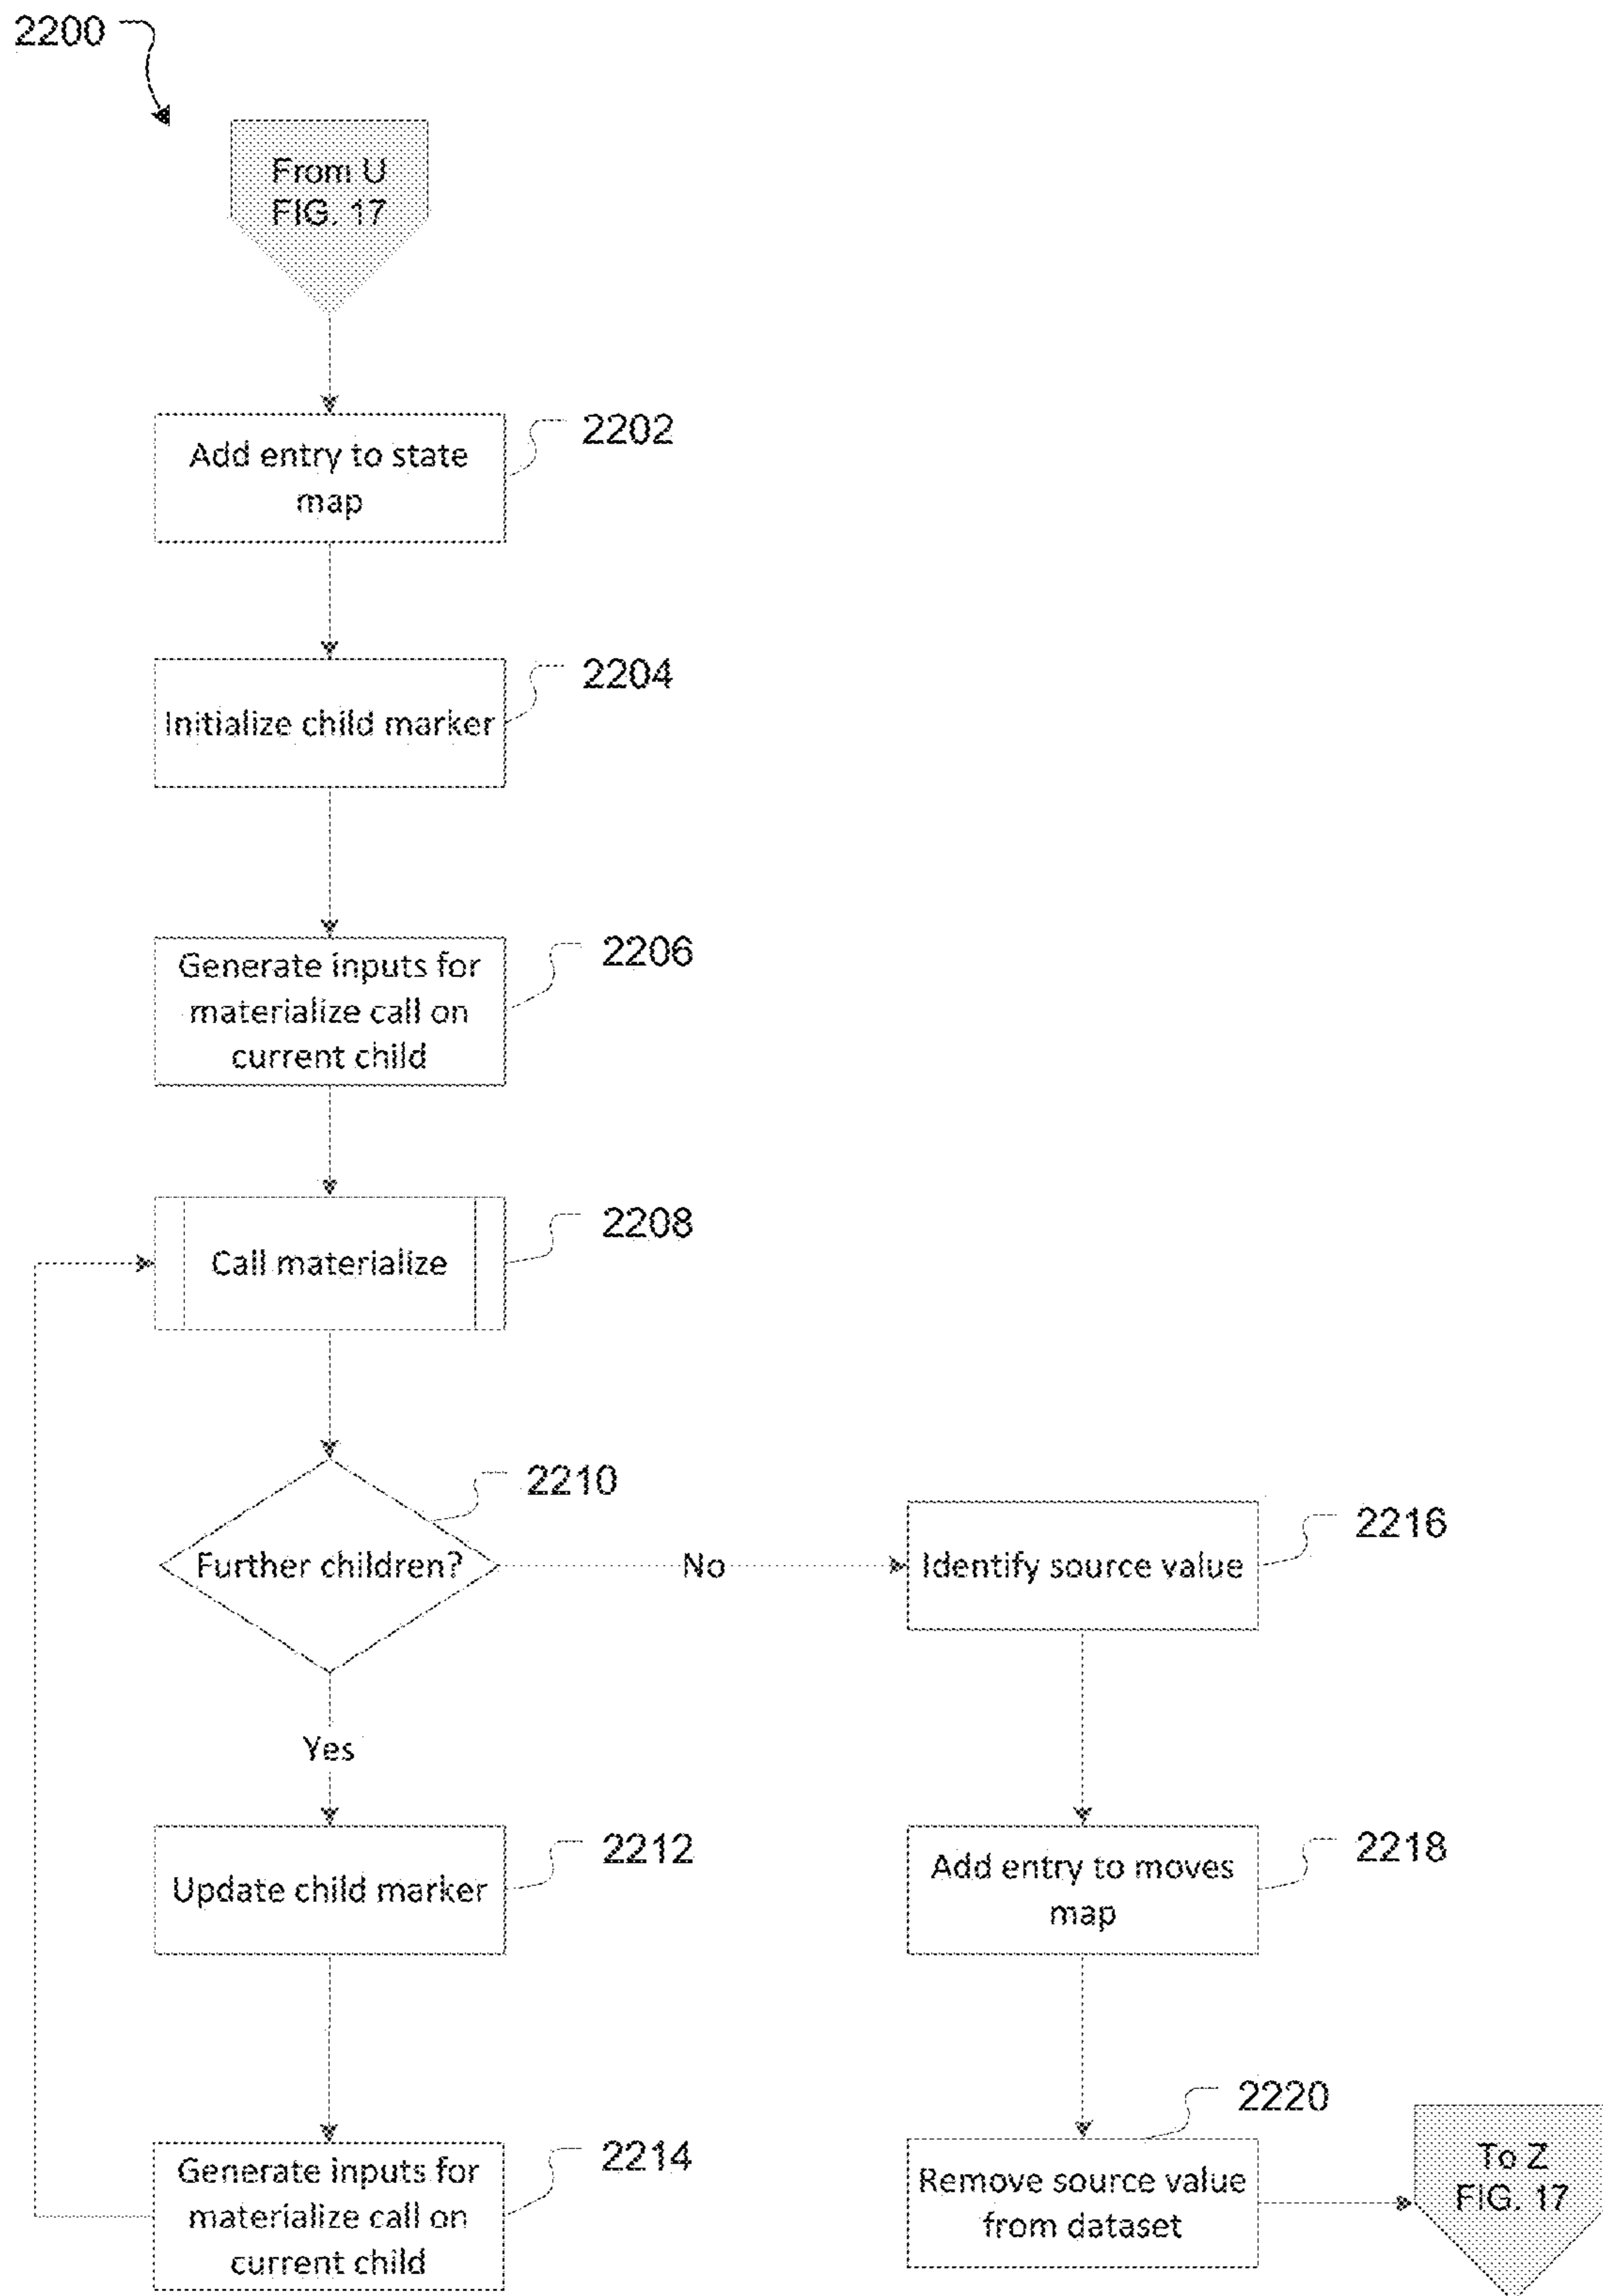 2200
From U
FIG. 17
Add entry to state
map
2202
Initialize child marker
2204
Generate inputs for
materialize call on
current child
2206
Call materialize
2208
Further children?
2210
No
Yes
Update child marker
2212
Generate inputs for
materialize call on
current child
2214
Identify source value
2216
Add entry to moves
map
2218
Remove source value
from dataset
2220
To Z
FIG. 17